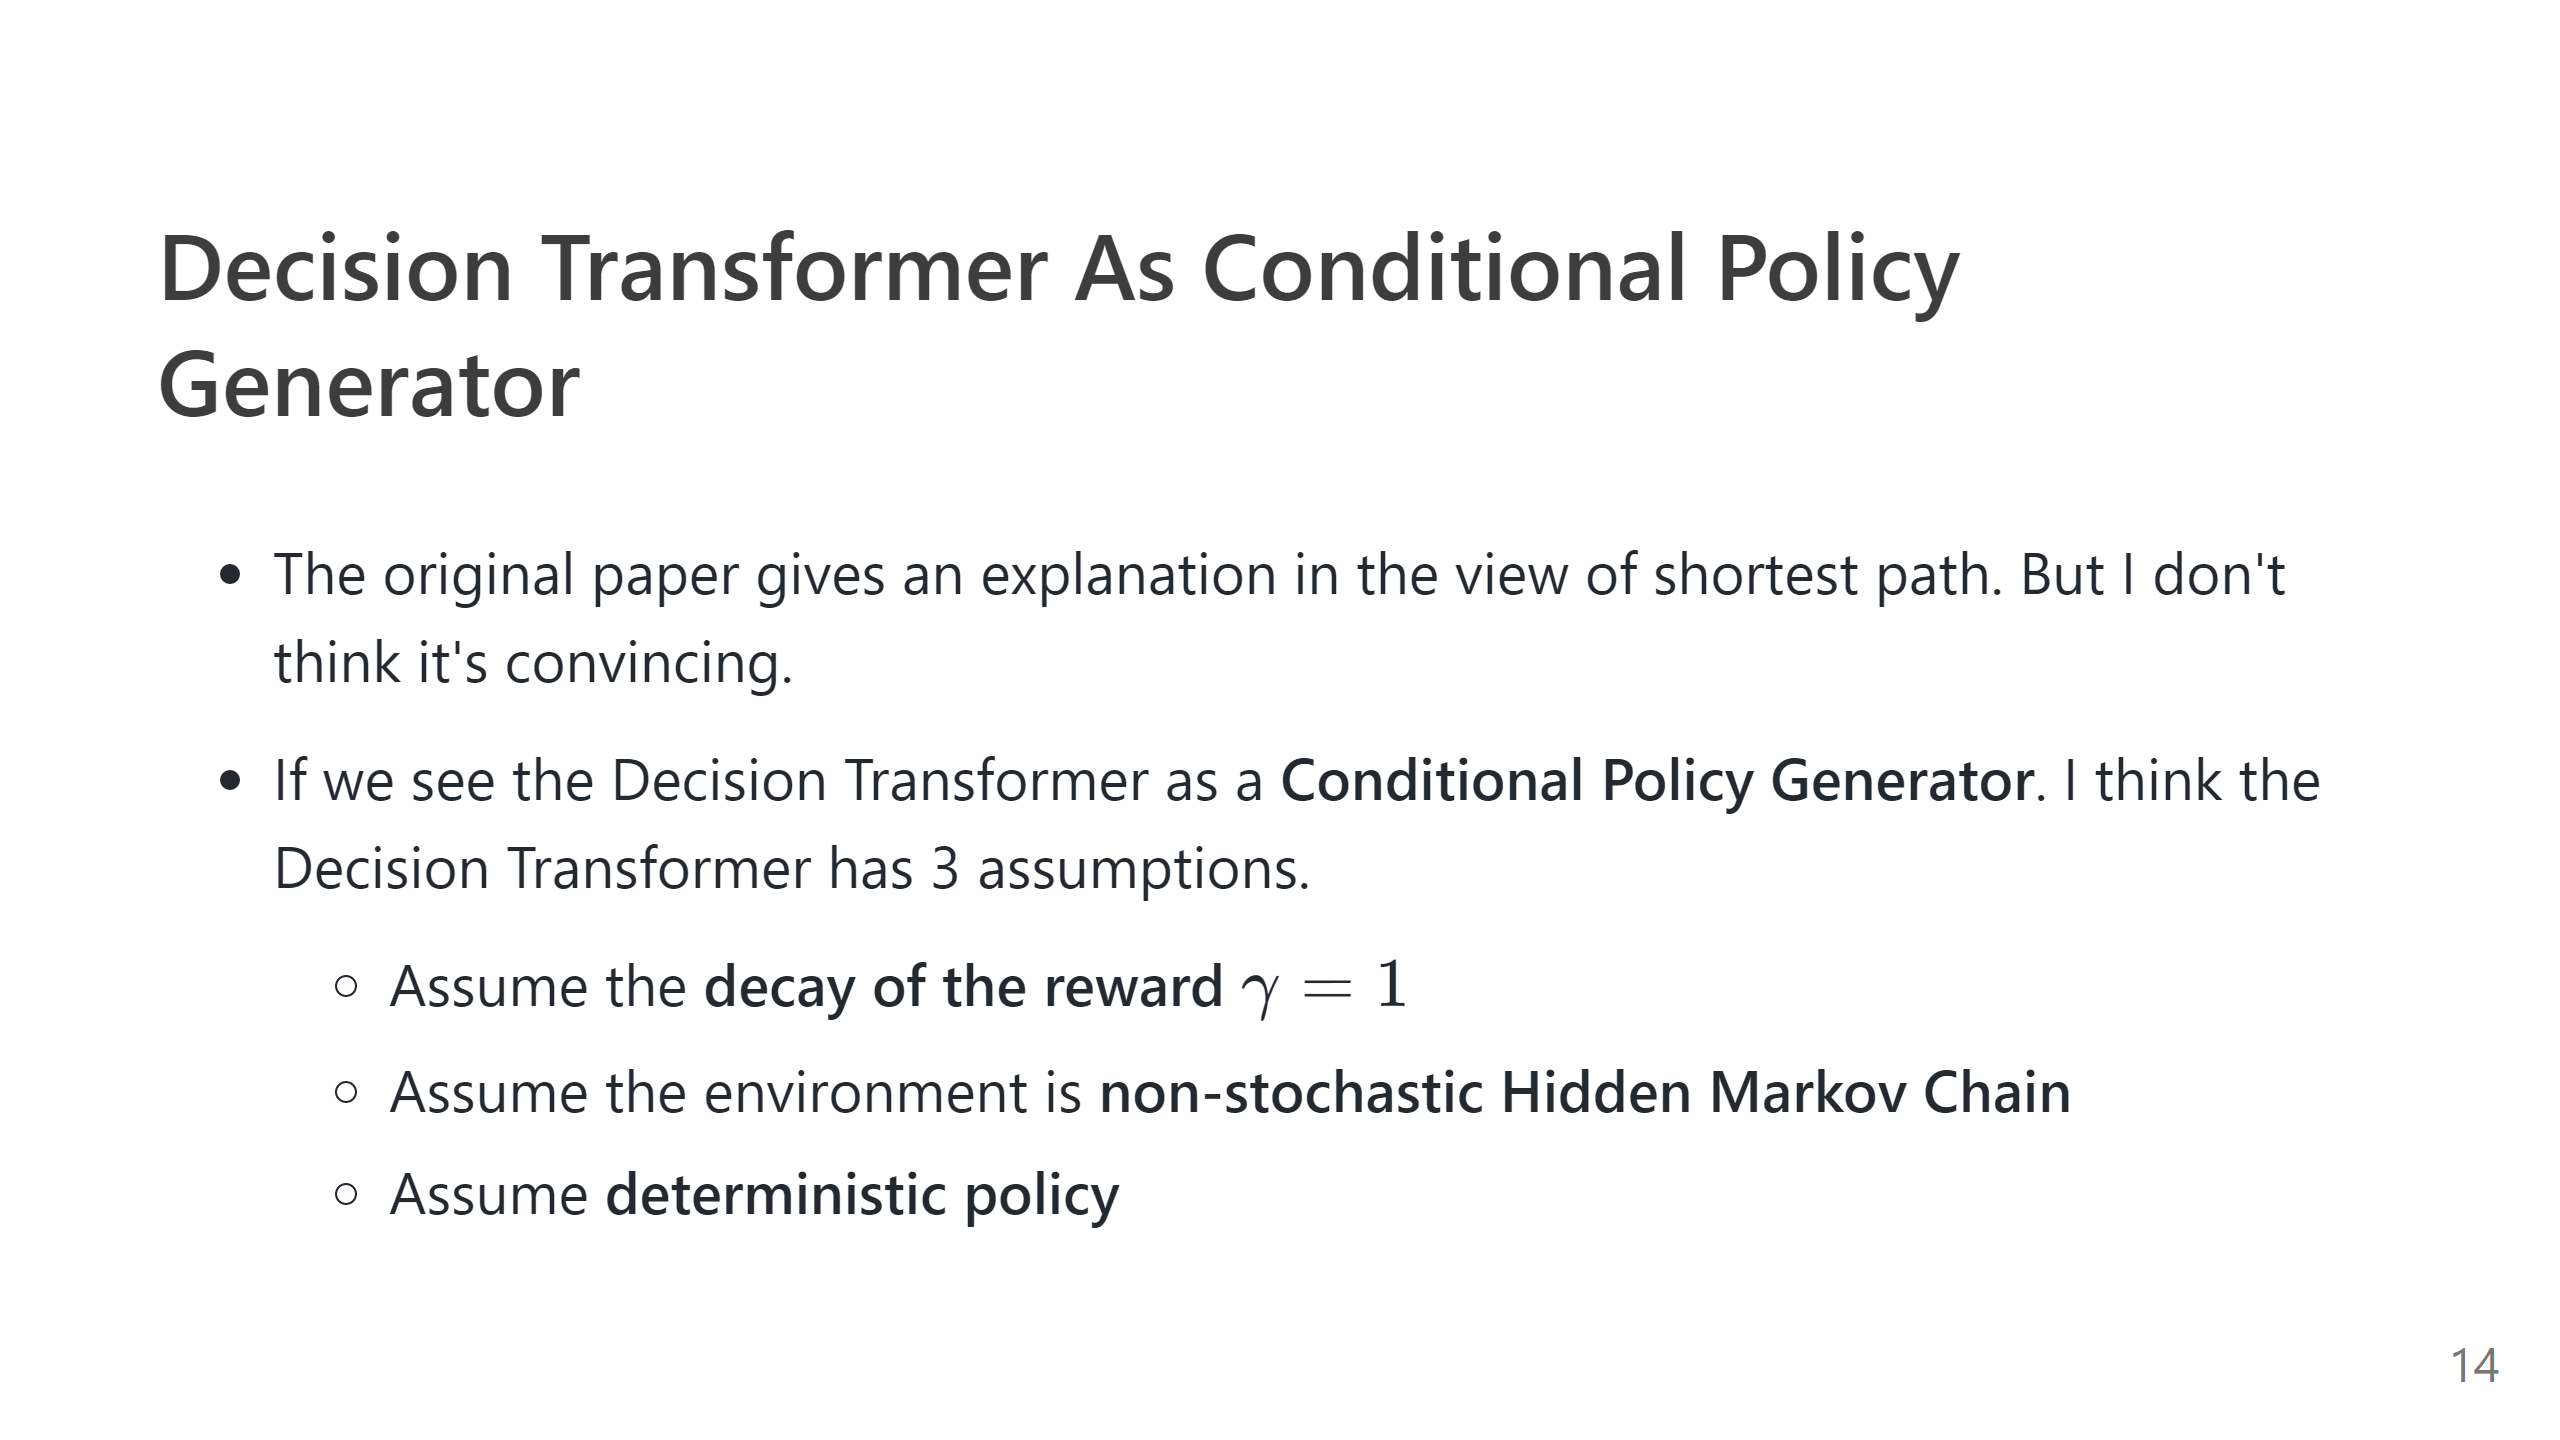 Decision Transformer As Conditional Policy
Generator
• The original paper gives an explanation in the view of shortest path. But I don't
think it's convincing.
• If we see the Decision Transformer as a Conditional Policy Generator. I think the
Decision Transformer has 3 assumptions.
○ Assume the decay of the reward γ = 1
○ Assume the environment is non-stochastic Hidden Markov Chain
○ Assume deterministic policy
14